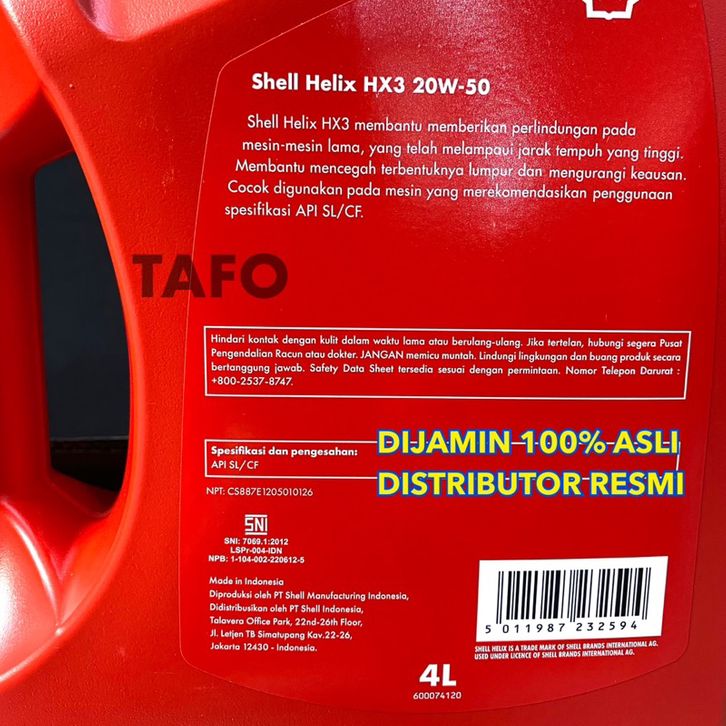 Shell Helix HX3 20W-50
Shell Helix HX3 membantu memberikan perlindungan pada
mesin-mesin lama, yang telah melampaui jarak tempuh yang tinggi.
Membantu mencegah terbentuknya lumpur dan mengurangi keausan.
Cocok digunakan pada mesin yang merekomendasikan penggunaan
spesifikasi API SL/CF.
TAFO
Hindari kontak dengan kulit dalam waktu lama atau berulang-ulang. Jika tertelan, hubungi segera Pusat
Pengendalian Racun atau dokter. JANGAN memicu muntah. Lindungi lingkungan dan buang produk secara
bertanggung jawab. Safety Data Sheet tersedia sesuai dengan permintaan. Nomor Telepon Darurat :
+800-2537-8747.
Spesifikasi dan pengesahan:
API SL/CF
DIJAMIN 100% ASLI
DISTRIBUTOR RESMI
NPT: CS887E1205010126
SNI
SNI: 7069.1:2012
LSPr-004-IDN
NPB: 1-104-002-220612-5
Made in Indonesia
Diproduksi oleh PT Shell Manufacturing Indonesia,
Didistribusikan oleh PT Shell Indonesia,
Talavera Office Park, 22nd-26th Floor,
Jl. Letjen TB Simatupang Kav.22-26,
Jakarta 12430 - Indonesia.
5 011987 232594
SHELL HELIX IS A TRADE MARK OF SHELL BRANDS INTERNATIONAL AG.
USED UNDER LICENCE OF SHELL BRANDS INTERNATIONAL AG.
4L
600074120